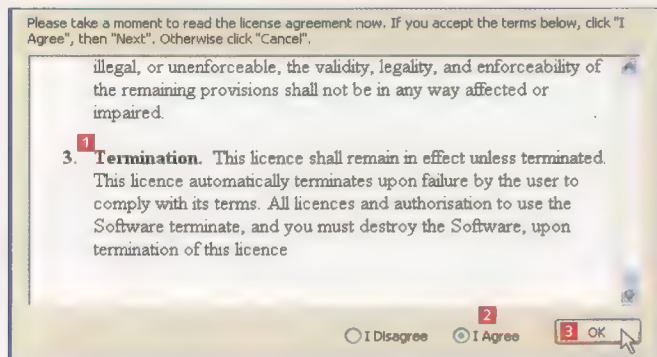 Please take a moment to read the license agreement now. If you accept the terms below, click "I
Agree", then "Next". Otherwise click "Cancel".
illegal, or unenforceable, the validity, legality, and enforceability of
the remaining provisions shall not be in any way affected or
impaired.
1
3. Termination. This licence shall remain in effect unless terminated.
This licence automatically terminates upon failure by the user to
comply with its terms. All licences and authorisation to use the
Software terminate, and you must destroy the Software, upon
termination of this licence
2
I Disagree I Agree 3 OK